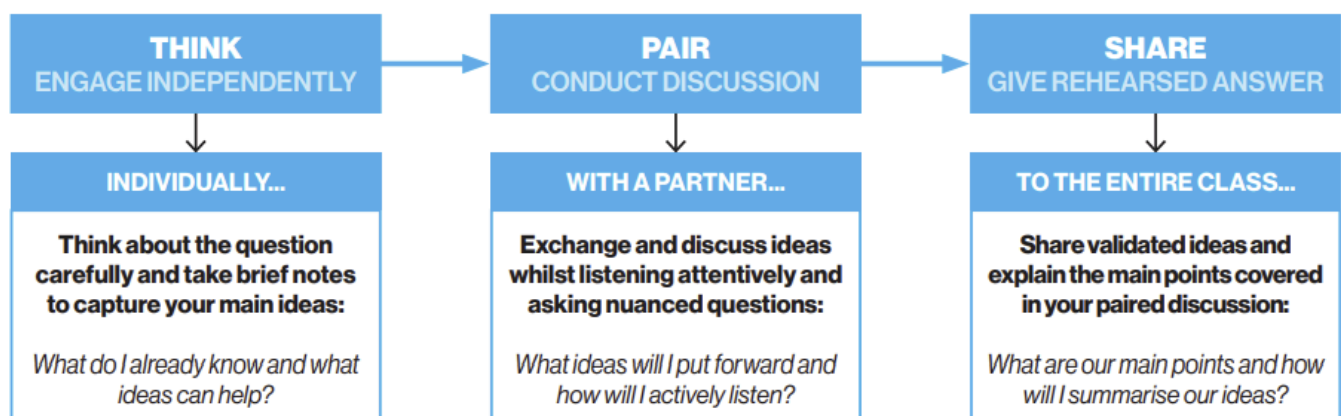 THINK
ENGAGE INDEPENDENTLY
PAIR
CONDUCT DISCUSSION
SHARE
GIVE REHEARSED ANSWER
INDIVIDUALLY...
Think about the question
carefully and take brief notes
to capture your main ideas:
What do I already know and what
ideas can help?
WITH A PARTNER...
Exchange and discuss ideas
whilst listening attentively and
asking nuanced questions:
What ideas will I put forward and
how will I actively listen?
TO THE ENTIRE CLASS...
Share validated ideas and
explain the main points covered
in your paired discussion:
What are our main points and how
will I summarise our ideas?